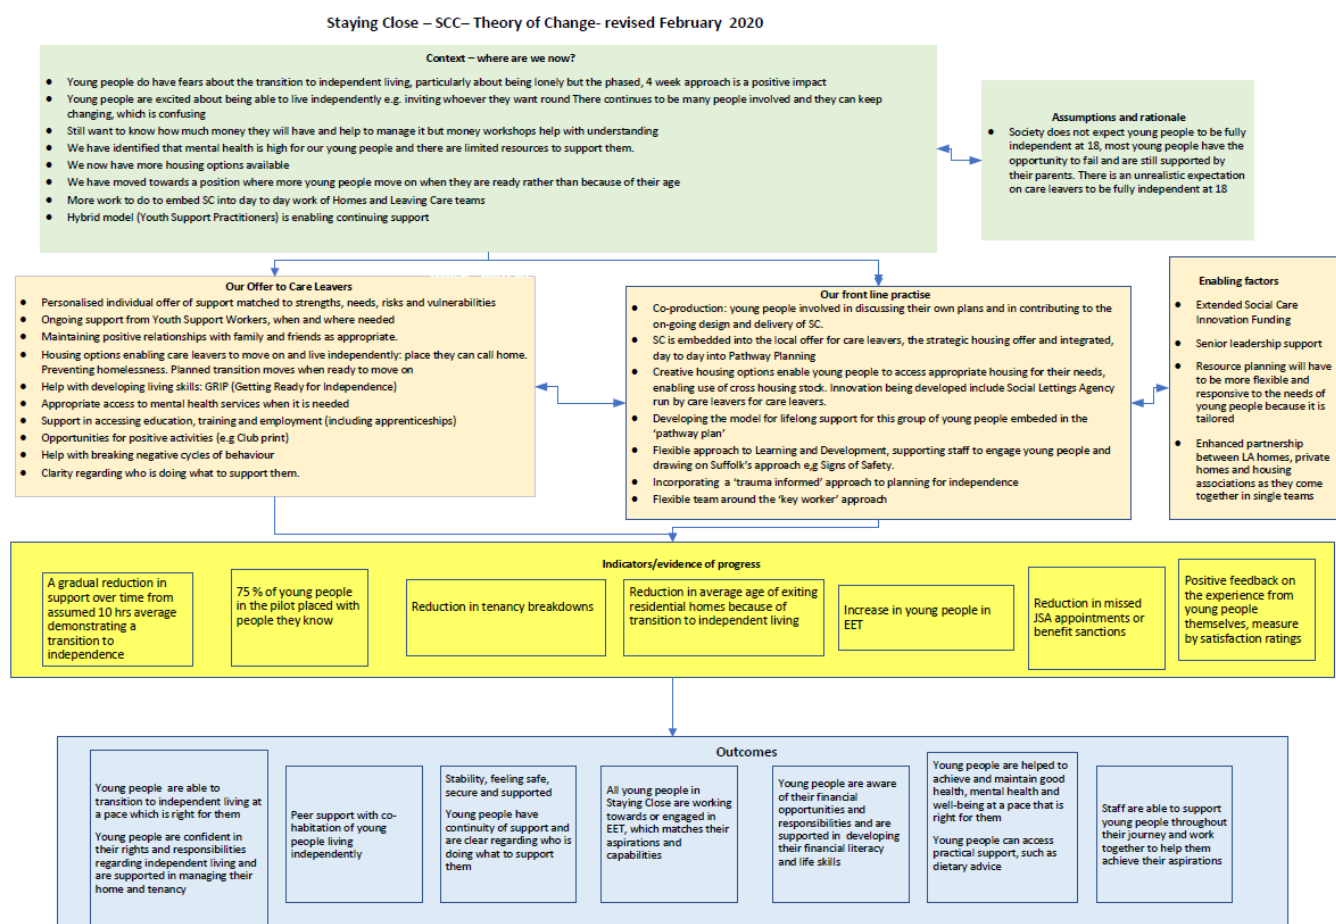 Staying Close – SCC– Theory of Change- revised February 2020
Context – where are we now?
● Young people do have fears about the transition to independent living, particularly about being lonely but the phased, 4 week approach is a positive impact
● Young people are excited about being able to live independently e.g. inviting whoever they want round There continues to be many people involved and they can keep
changing, which is confusing
● Still want to know how much money they will have and help to manage it but money workshops help with understanding
● We have identified that mental health is high for our young people and there are limited resources to support them.
● We now have more housing options available
● We have moved towards a position where more young people move on when they are ready rather than because of their age
● More work to do to embed SC into day to day work of Homes and Leaving Care teams
● Hybrid model (Youth Support Practitioners) is enabling continuing support
Assumptions and rationale
● Society does not expect young people to be fully
independent at 18, most young people have the
opportunity to fail and are still supported by
their parents. There is an unrealistic expectation
on care leavers to be fully independent at 18
Our Offer to Care Leavers
● Personalised individual offer of support matched to strengths, needs, risks and vulnerabilities
● Ongoing support from Youth Support Workers, when and where needed
● Maintaining positive relationships with family and friends as appropriate.
● Housing options enabling care leavers to move on and live independently: place they can call home.
Preventing homelessness. Planned transition moves when ready to move on
● Help with developing living skills: GRIP (Getting Ready for Independence)
● Appropriate access to mental health services when it is needed
● Support in accessing education, training and employment (including apprenticeships)
● Opportunities for positive activities (e.g Club print)
● Help with breaking negative cycles of behaviour
● Clarity regarding who is doing what to support them.
Our front line practise
● Co-production: young people involved in discussing their own plans and in contributing to the
on-going design and delivery of SC.
● SC is embedded into the local offer for care leavers, the strategic housing offer and integrated,
day to day into Pathway Planning
● Creative housing options enable young people to access appropriate housing for their needs,
enabling use of cross housing stock. Innovation being developed include Social Lettings Agency
run by care leavers for care leavers.
● Developing the model for lifelong support for this group of young people embeded in the
‘pathway plan’
● Flexible approach to Learning and Development, supporting staff to engage young people and
drawing on Suffolk’s approach e,g Signs of Safety.
● Incorporating a ‘trauma informed’ approach to planning for independence
● Flexible team around the ‘key worker’ approach
Enabling factors
● Extended Social Care
Innovation Funding
● Senior leadership support
● Resource planning will have
to be more flexible and
responsive to the needs of
young people because it is
tailored
● Enhanced partnership
between LA homes, private
homes and housing
associations as they come
together in single teams
Indicators/evidence of progress
A gradual reduction in
support over time from
assumed 10 hrs average
demonstrating a
transition to
independence
75 % of young people
in the pilot placed with
people they know
Reduction in tenancy breakdowns
Reduction in average age of exiting
residential homes because of
transition to independent living
Increase in young people in
EET
Reduction in missed
JSA appointments or
benefit sanctions
Positive feedback on
the experience from
young people
themselves, measure
by satisfaction ratings
Outcomes
Young people are able to
transition to independent living at
a pace which is right for them
Young people are confident in
their rights and responsibilities
regarding independent living and
are supported in managing their
home and tenancy
Peer support with co-
habitation of young
people living
independently
Stability, feeling safe,
secure and supported
Young people have
continuity of support and
are clear regarding who is
doing what to support
them
All young people in
Staying Close are working
towards or engaged in
EET, which matches their
aspirations and
capabilities
Young people are aware
of their financial
opportunities and
responsibilities and are
supported in developing
their financial literacy
and life skills
Young people are helped to
achieve and maintain good
health, mental health and
well-being at a pace that is
right for them
Young people can access
practical support, such as
dietary advice
Staff are able to support
young people throughout
their journey and work
together to help them
achieve their aspirations